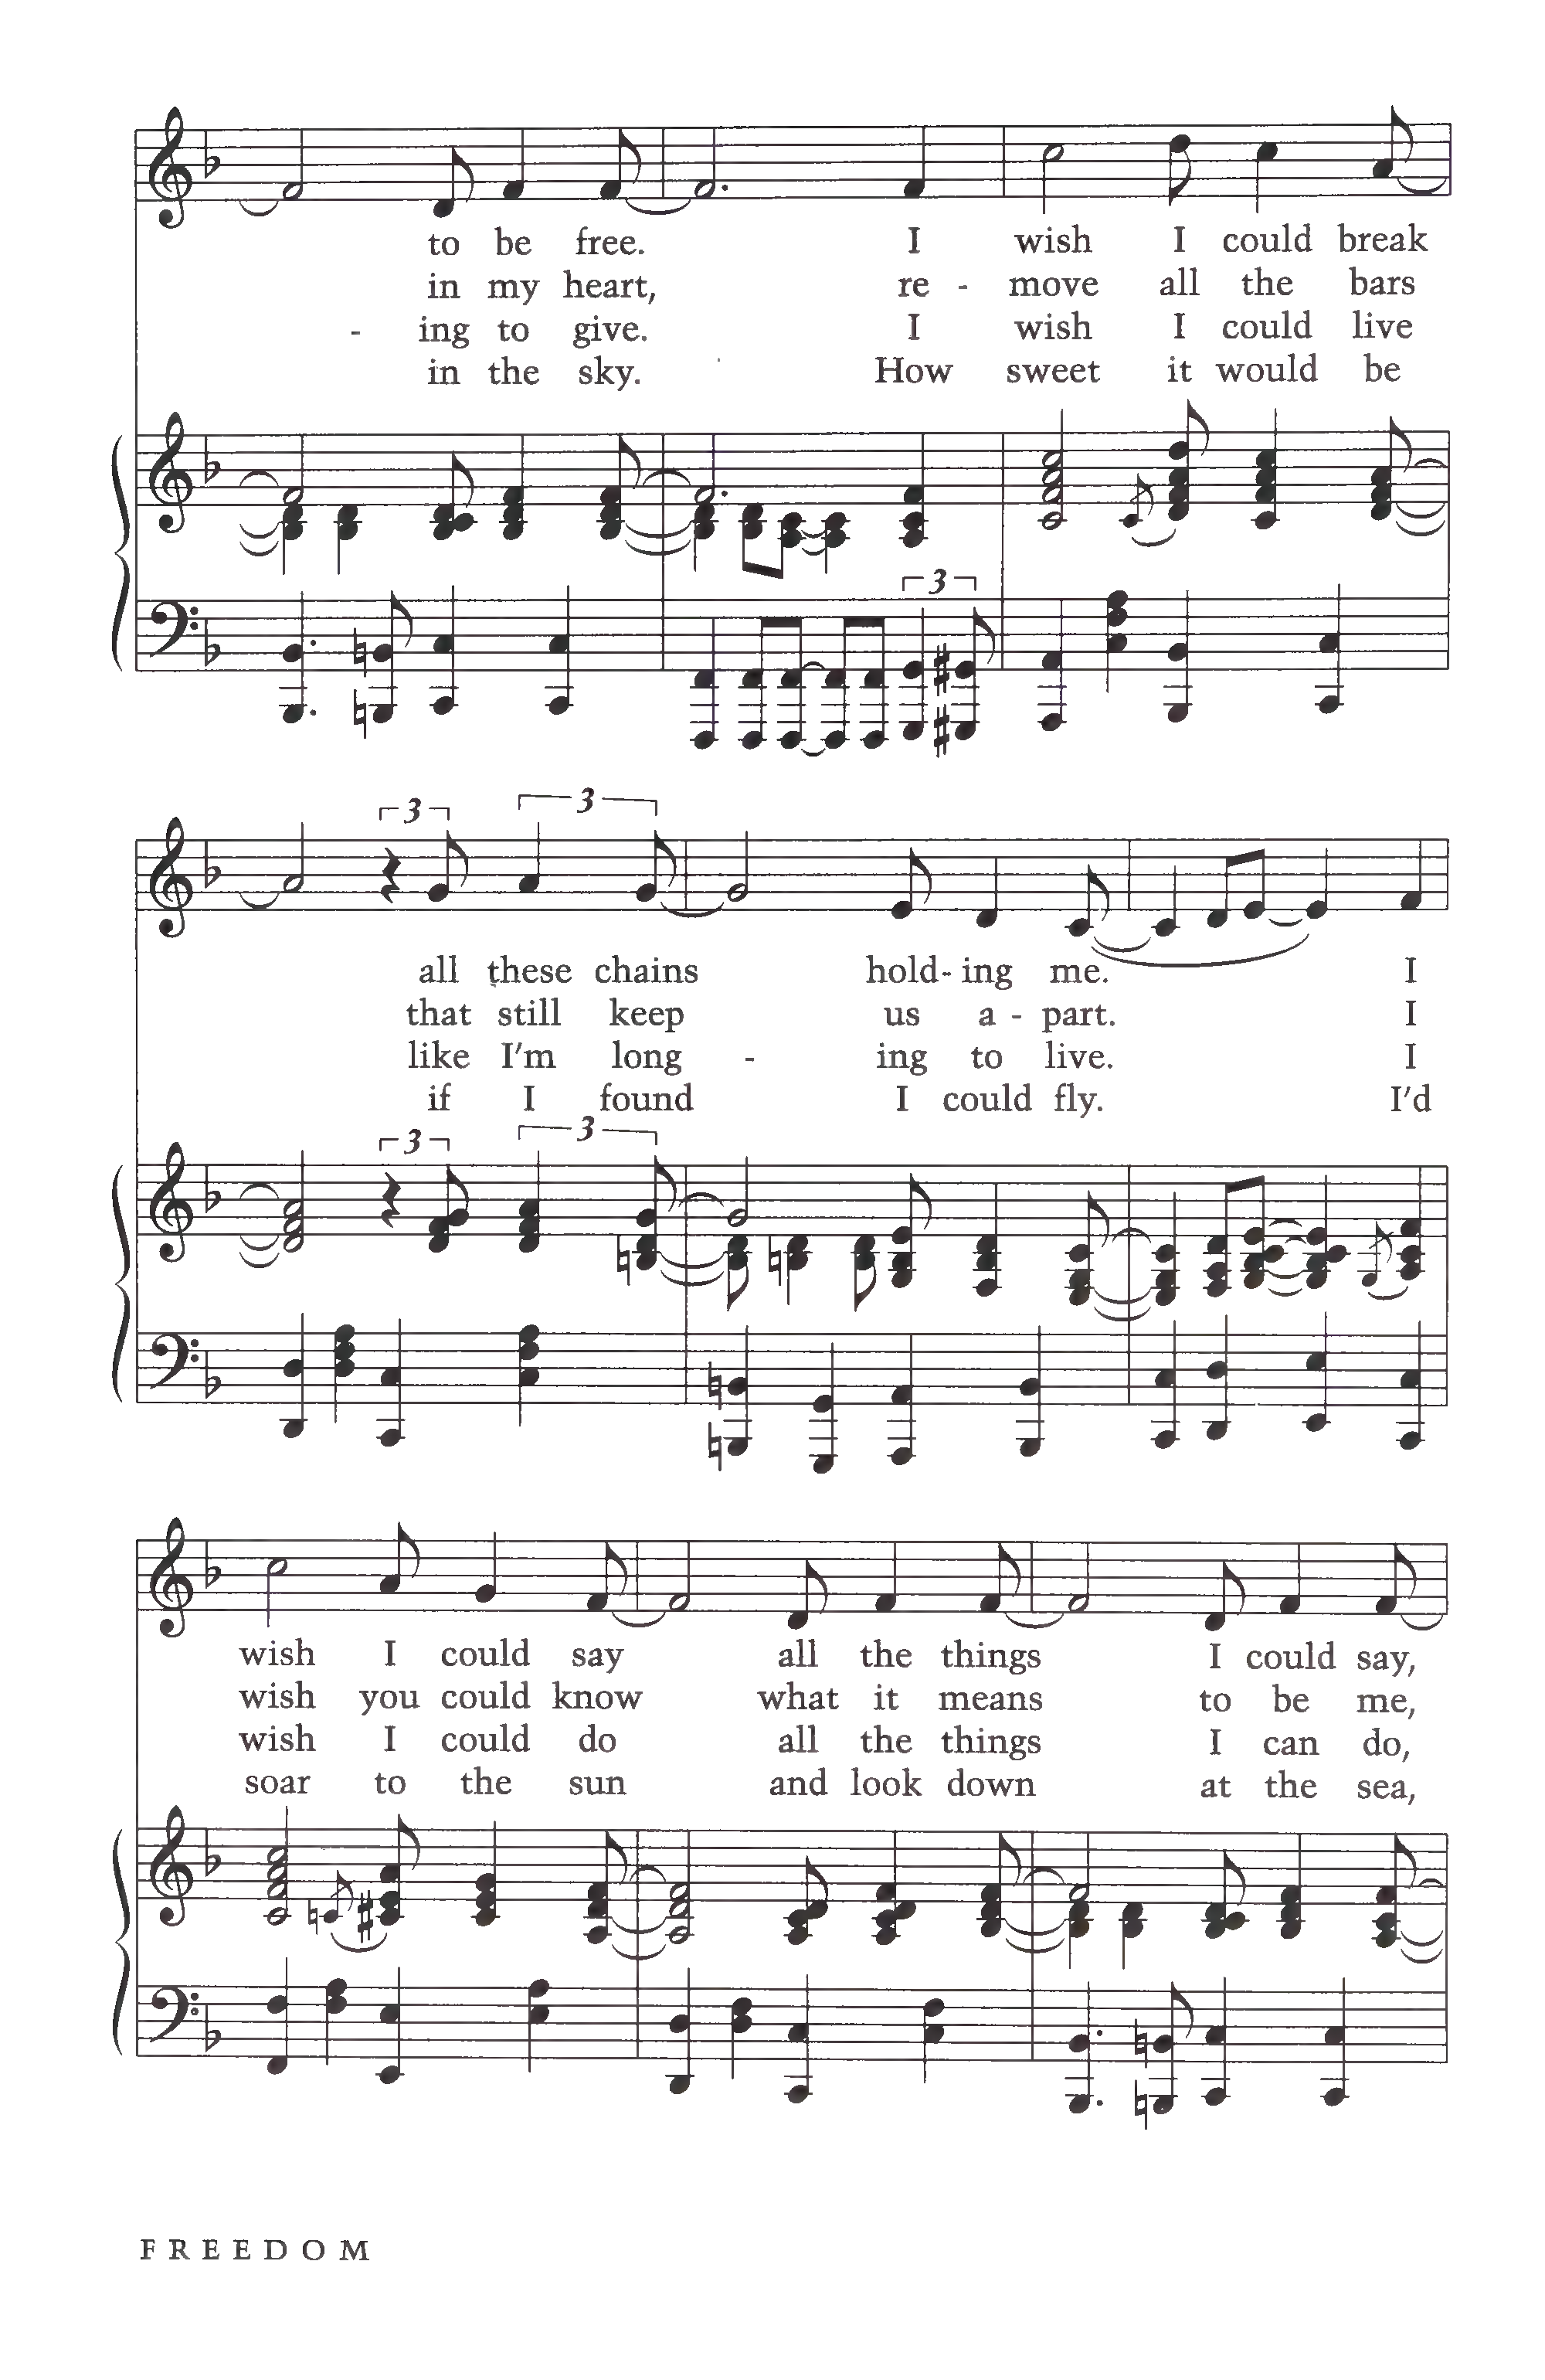 to be free. I wish I could break
in my heart, re - move all the bars
- ing to give. I wish I could live
in the sky. How sweet it would be
3
3 3
all these chains hold- ing me. I
that still keep us a - part. I
like I'm long - ing to live. I
if I found I could fly. I'd
3 3
wish I could say all the things I could say,
wish you could know what it means to be me,
wish I could do all the things I can do,
soar to the sun and look down at the sea,
FREEDOM